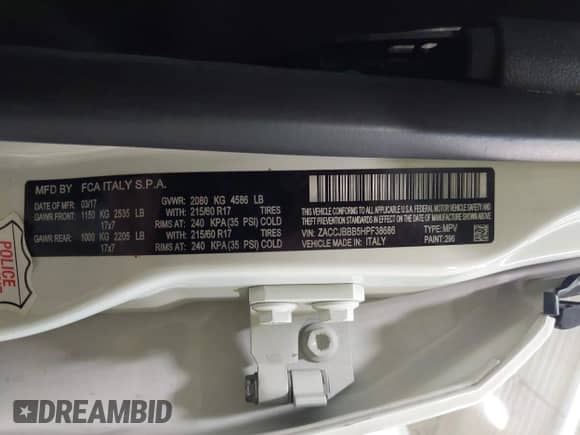 MFD BY FCA ITALY S.P.A.
DATE OF MFR 03/17 GVWR: 2080 KG 4586 LB
GAWR FRONT: 1150 KG 2535 LB WITH: 215/60 R17 TIRES
17x7 RIMS AT: 240 KPA(35 PSI) COLD
GAWR REAR: 1000 KG 2205 LB WITH: 215/60 R17 TIRES
17x7 RIMS AT: 240 KPA(35 PSI) COLD
THIS VEHICLE CONFORMS TO ALL APPLICABLE U.S.A. FEDERAL
MOTOR VEHICLE SAFETY, BUMPER, AND THEFT PREVENTION STANDARDS
IN EFFECT ON THE DATE OF MANUFACTURE SHOWN ABOVE.
VIN: ZACCJBBB5HPF38686 TYPE: MPV
VEHICLE MADE IN: ITALY PAINT: 296
POLICE
DREAMBID